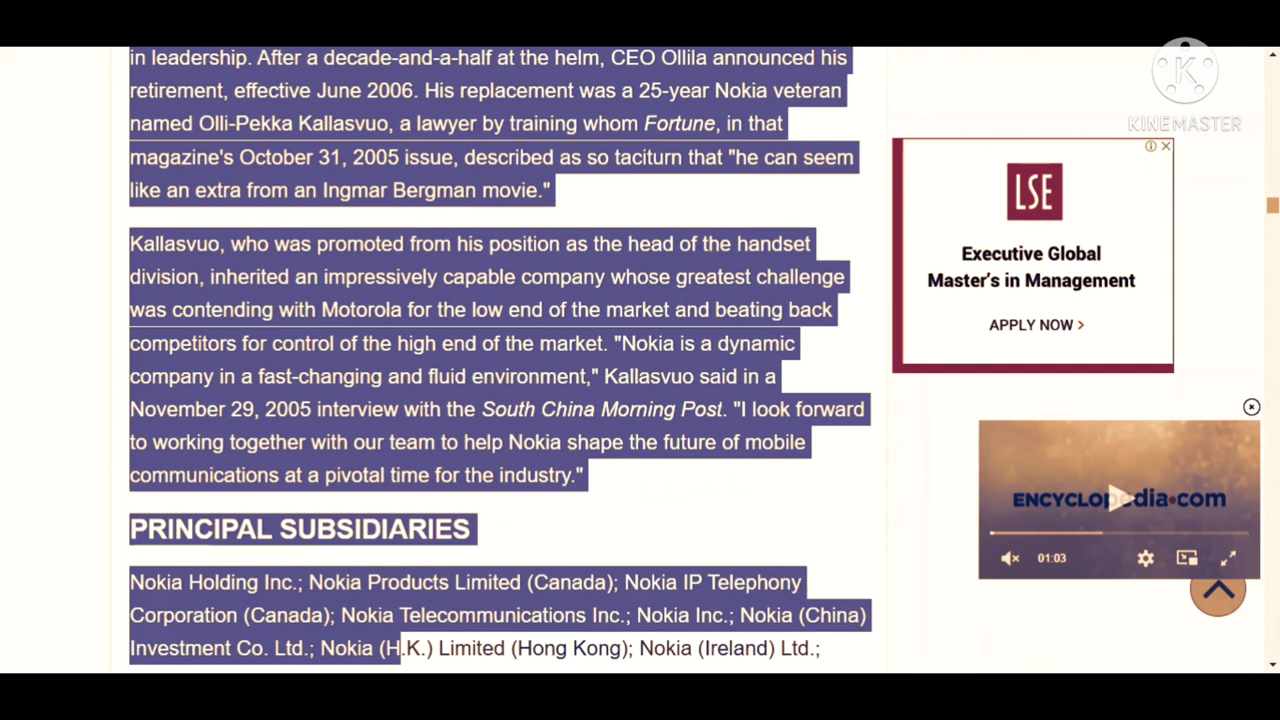 in leadership. After a decade-and-a-half at the helm, CEO Ollila announced his
retirement, effective June 2006. His replacement was a 25-year Nokia veteran
named Olli-Pekka Kallasvuo, a lawyer by training whom Fortune, in that
magazine's October 31, 2005 issue, described as so taciturn that "he can seem
like an extra from an Ingmar Bergman movie."
Kallasvuo, who was promoted from his position as the head of the handset
division, inherited an impressively capable company whose greatest challenge
was contending with Motorola for the low end of the market and beating back
competitors for control of the high end of the market. "Nokia is a dynamic
company in a fast-changing and fluid environment," Kallasvuo said in a
November 29, 2005 interview with the South China Morning Post. "I look forward
to working together with our team to help Nokia shape the future of mobile
communications at a pivotal time for the industry."
PRINCIPAL SUBSIDIARIES
Nokia Holding Inc.; Nokia Products Limited (Canada); Nokia IP Telephony
Corporation (Canada); Nokia Telecommunications Inc.; Nokia Inc.; Nokia (China)
Investment Co. Ltd.; Nokia (H.K.) Limited (Hong Kong); Nokia (Ireland) Ltd.;
K
KINEMASTER
LSE
Executive Global
Master's in Management
APPLY NOW >
ENCYCLOPedia.com
01:03